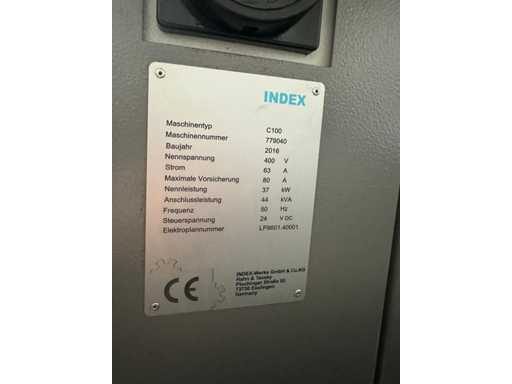 INDEX
Maschinentyp C100
Maschinennummer 779040
Baujahr 2016
Nennspannung 400 V
Strom 63 A
Maximale Vorsicherung 80 A
Nennleistung 37 kW
Anschlussleistung 44 kVA
Frequenz 50 Hz
Steuerspannung 24 V DC
Elektroplannummer LF9601.40001
CE
INDEX-Werke GmbH & Co.KG
Hahn & Tessky
Plochinger Straße 92
73730 Esslingen
Germany